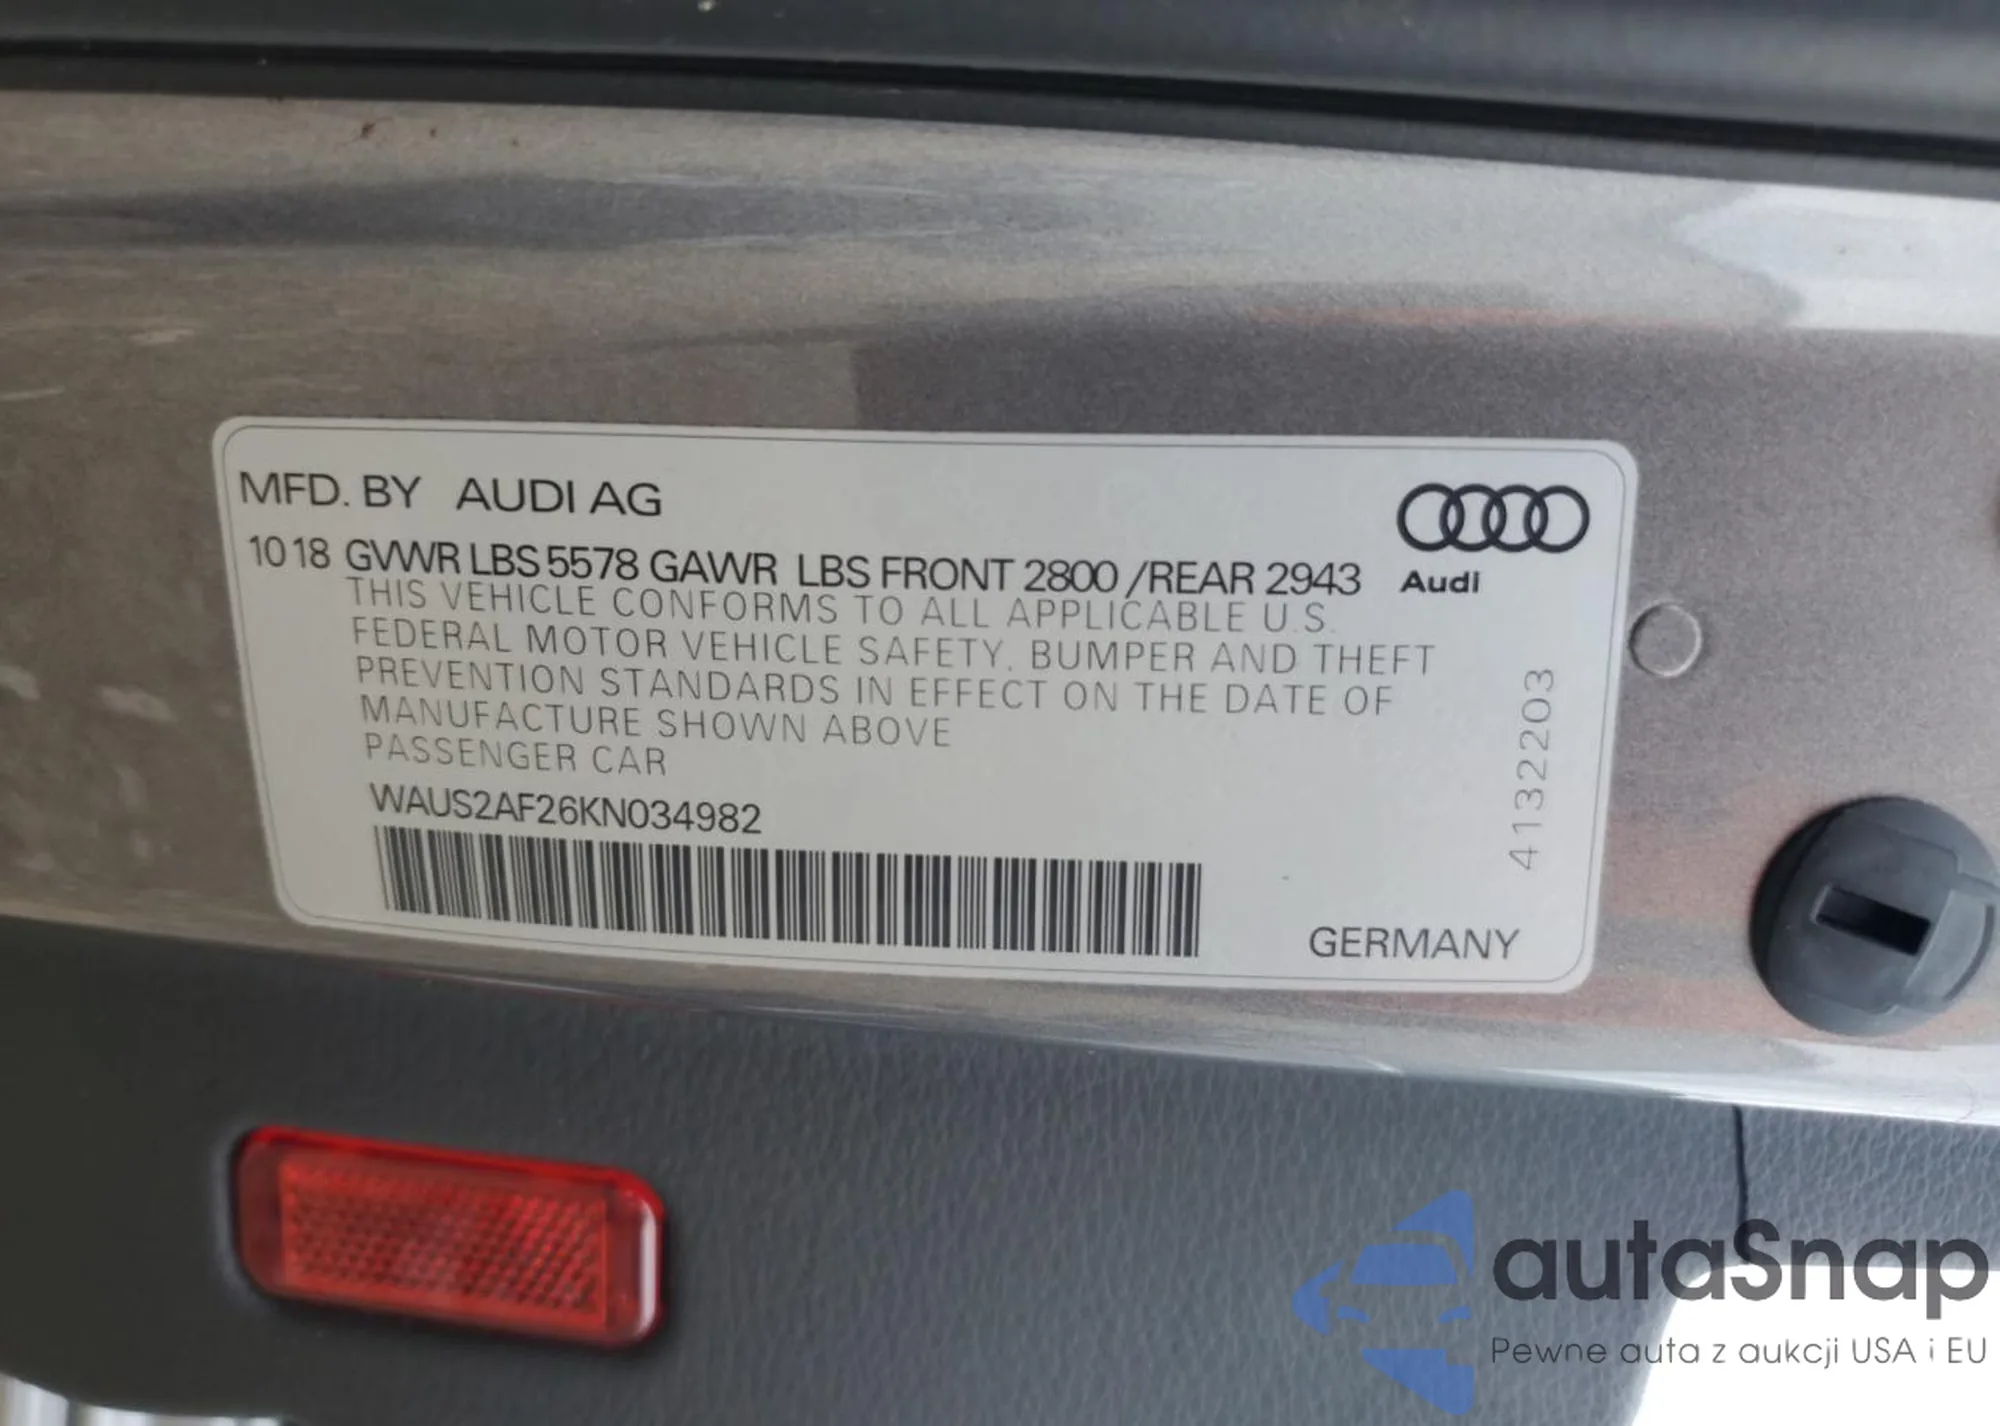 MFD. BY AUDI AG
1018 GVWR LBS 5578 GAWR LBS FRONT 2800 /REAR 2943
Audi
THIS VEHICLE CONFORMS TO ALL APPLICABLE U.S.
FEDERAL MOTOR VEHICLE SAFETY, BUMPER AND THEFT
PREVENTION STANDARDS IN EFFECT ON THE DATE OF
MANUFACTURE SHOWN ABOVE
PASSENGER CAR
WAUS2AF26KN034982
4132203
GERMANY
autaSnap
Pewne auta z aukcji USA i EU